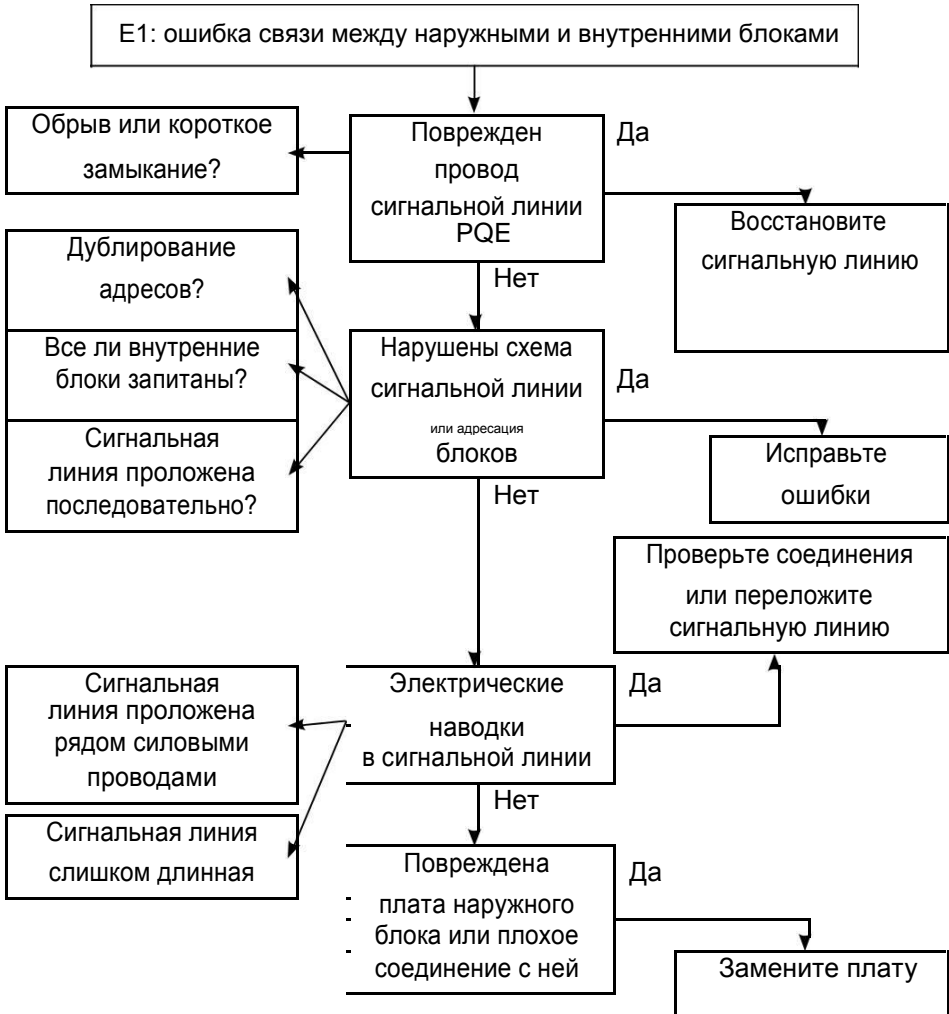 E1: ошибка связи между наружными и внутренними блоками
Обрыв или короткое
замыкание?
Поврежден
провод
сигнальной линии
PQE
Да
Восстановите
сигнальную линию
Нет
Дублирование
адресов?
Все ли внутренние
блоки запитаны?
Сигнальная
линия проложена
последовательно?
Нарушены схема
сигнальной линии
или адресация
блоков
Да
Исправьте
ошибки
Нет
Проверьте соединения
или переложите
сигнальную линию
Сигнальная
линия проложена
рядом силовыми
проводами
Сигнальная линия
слишком длинная
Электрические
наводки
в сигнальной линии
Да
Нет
Повреждена
плата наружного
блока или плохое
соединение с ней
Да
Замените плату